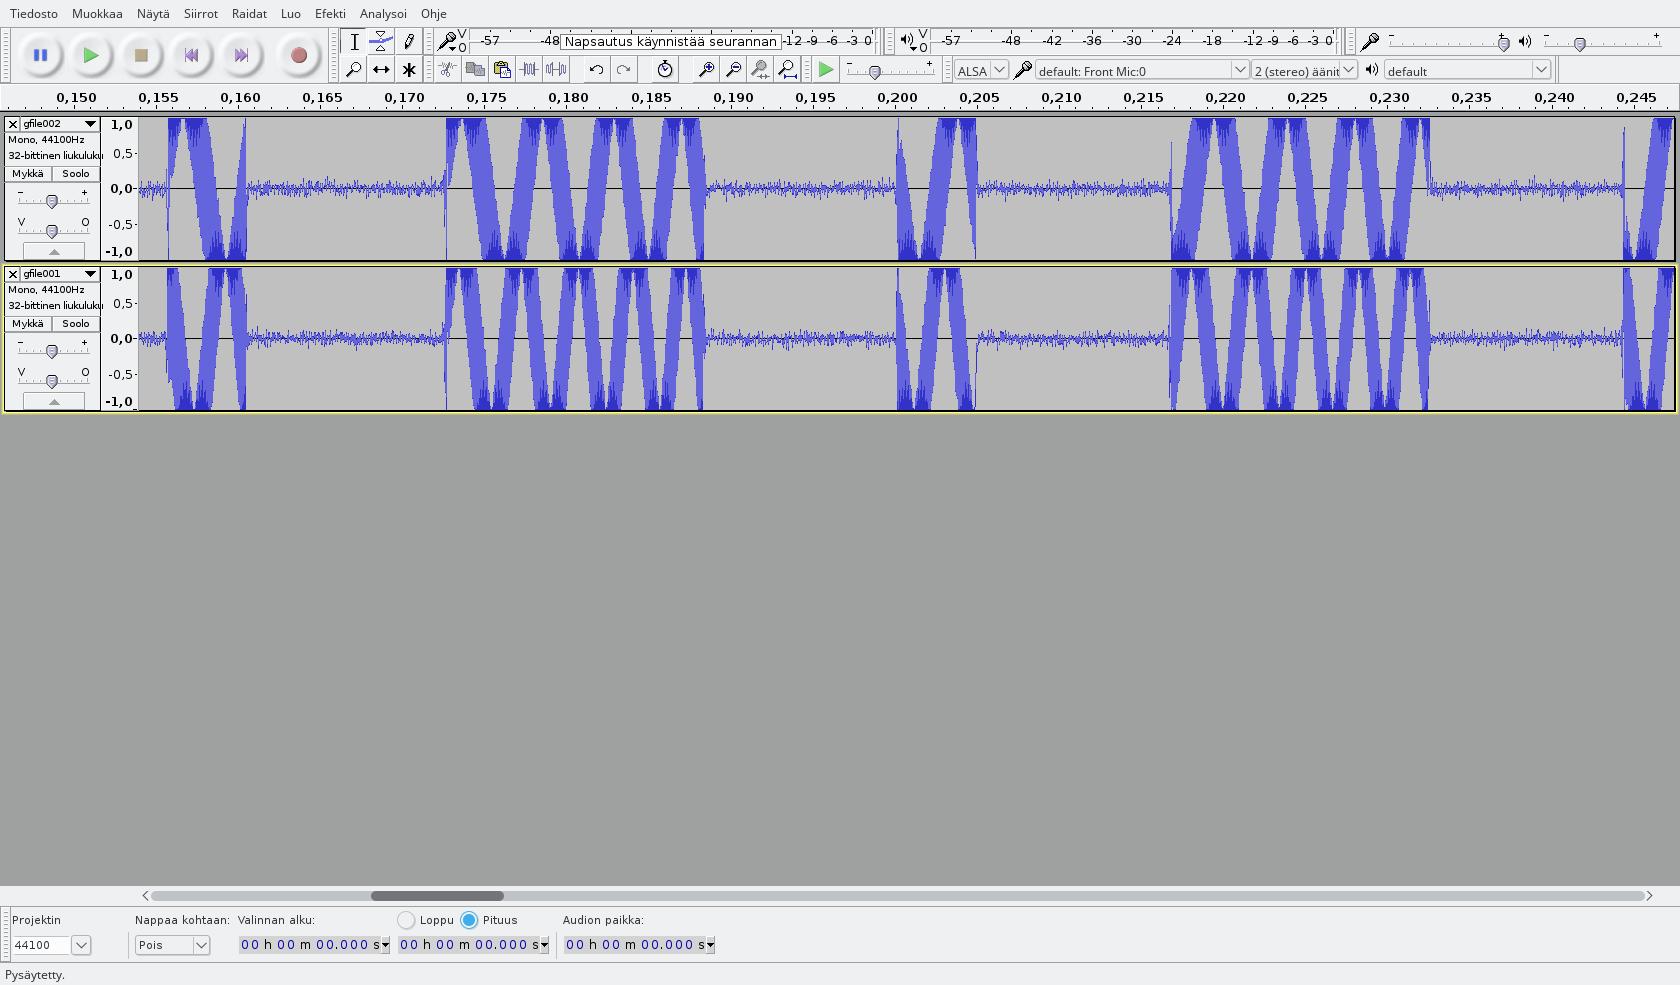 Tiedosto Muokkaa Näytä Siirrot Raidat Luo Efekti Analysoi Ohje
V O -57 -48 Napsautus käynnistää seurannan -12 -9 -6 -3 0
V O -57 -48 -42 -36 -30 -24 -18 -12 -9 -6 -3 0
- + - +
- + ALSA default: Front Mic:0 2 (stereo) äänit default
0,150 0,155 0,160 0,165 0,170 0,175 0,180 0,185 0,190 0,195 0,200 0,205 0,210 0,215 0,220 0,225 0,230 0,235 0,240 0,245
gfile002 1,0
Mono, 44100Hz
32-bittinen liukuluku 0,5-
Mykkä Soolo
- + 0,0-
V O -0,5-
-1,0
gfile001 1,0
Mono, 44100Hz
32-bittinen liukuluku 0,5-
Mykkä Soolo
- + 0,0-
V O -0,5-
-1,0
Projektin Nappaa kohtaan: Valinnan alku: Loppu Pituus Audion paikka:
44100 Pois 00 h 00 m 00.000 s 00 h 00 m 00.000 s 00 h 00 m 00.000 s
Pysäytetty.